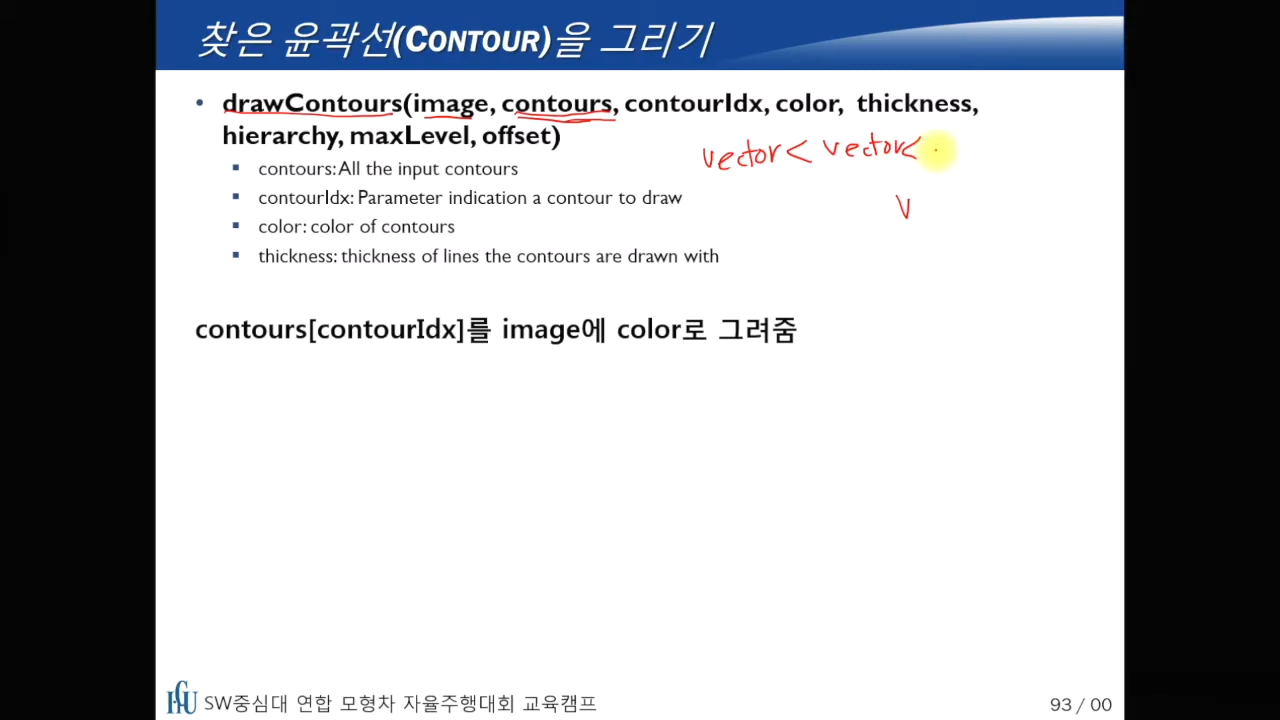 찾은 윤곽선(CONTOUR)을 그리기
• drawContours(image, contours, contourIdx, color, thickness,
hierarchy, maxLevel, offset)
vector< vector<
▪ contours: All the input contours
▪ contourIdx: Parameter indication a contour to draw
v
▪ color: color of contours
▪ thickness: thickness of lines the contours are drawn with
contours[contourIdx]를 image에 color로 그려줌
HGU SW중심대 연합 모형차 자율주행대회 교육캠프
93 / 00